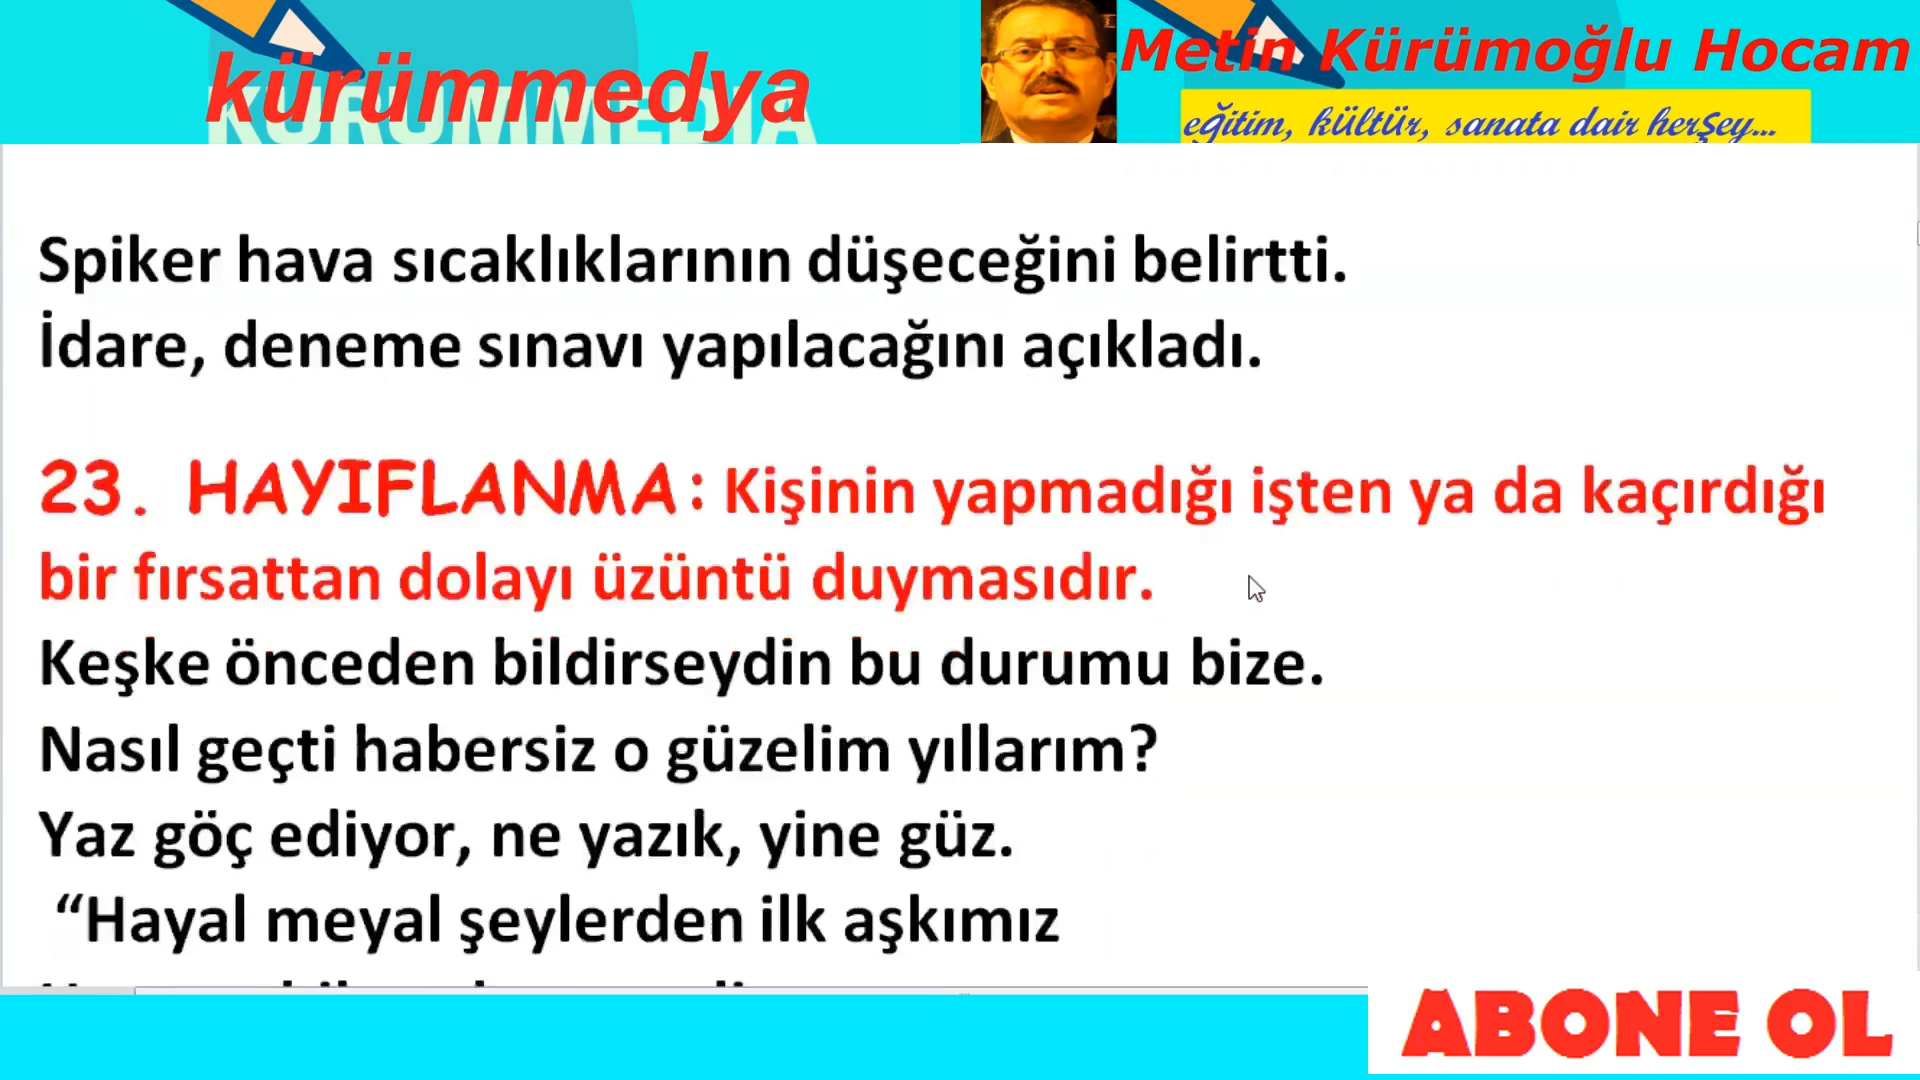 kürümmedya
KÜRÜMMEDIA
Metin Kürümoğlu Hocam
eğitim, kültür, sanata dair herşey...
Spiker hava sıcaklıklarının düşeceğini belirtti.
İdare, deneme sınavı yapılacağını açıkladı.
23. HAYIFLANMA: Kişinin yapmadığı işten ya da kaçırdığı
bir fırsattan dolayı üzüntü duymasıdır.
Keşke önceden bildirseydin bu durumu bize.
Nasıl geçti habersiz o güzelim yıllarım?
Yaz göç ediyor, ne yazık, yine güz.
“Hayal meyal şeylerden ilk aşkımız
ABONE OL